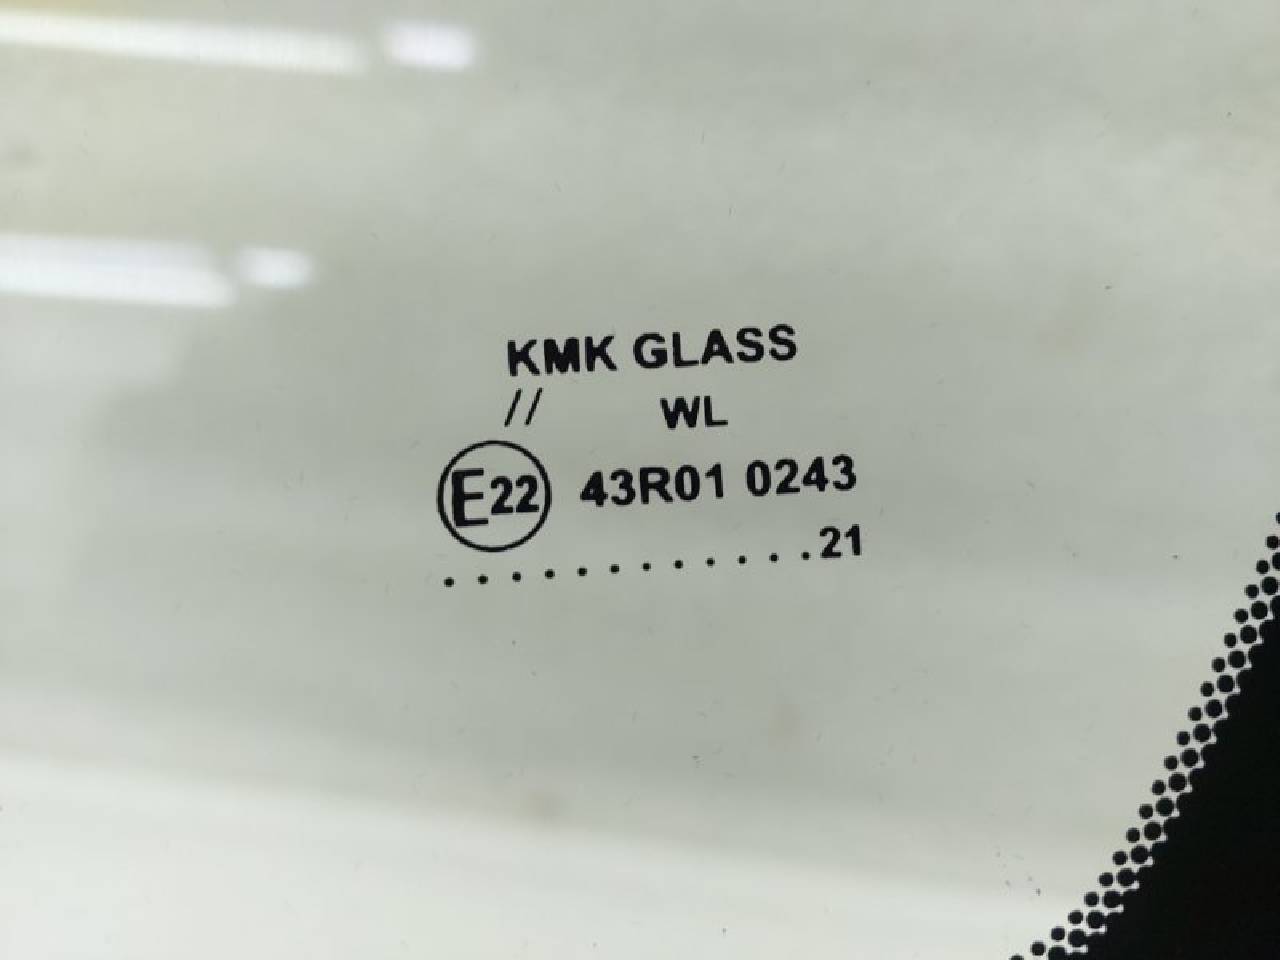 KMK GLASS
// WL
E22 43R01 0243
............21